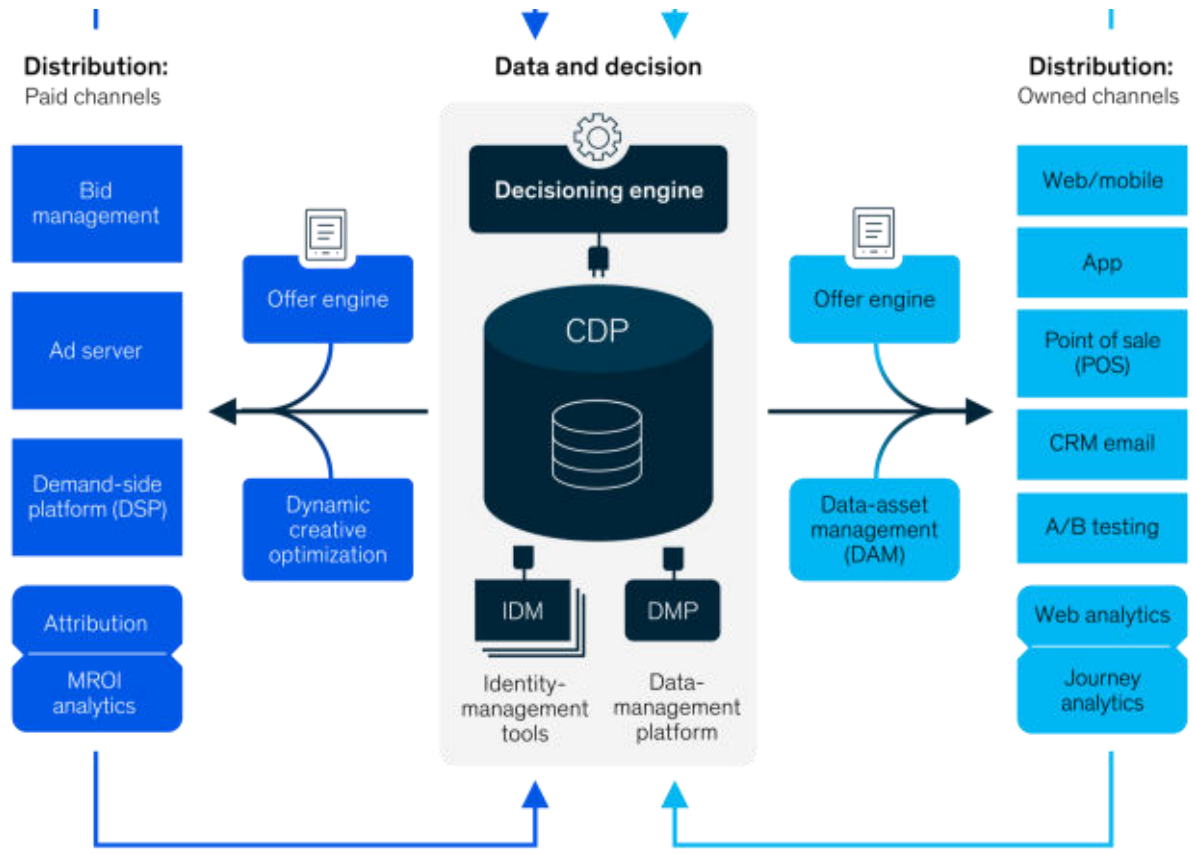 Distribution:
Paid channels
Bid
management
Ad server
Demand-side
platform (DSP)
Attribution
MROI
analytics
Offer engine
Dynamic
creative
optimization
Data and decision
Decisioning engine
CDP
IDM
Identity-
management
tools
DMP
Data-
management
platform
Offer engine
Data-asset
management
(DAM)
Distribution:
Owned channels
Web/mobile
App
Point of sale
(POS)
CRM email
A/B testing
Web analytics
Journey
analytics